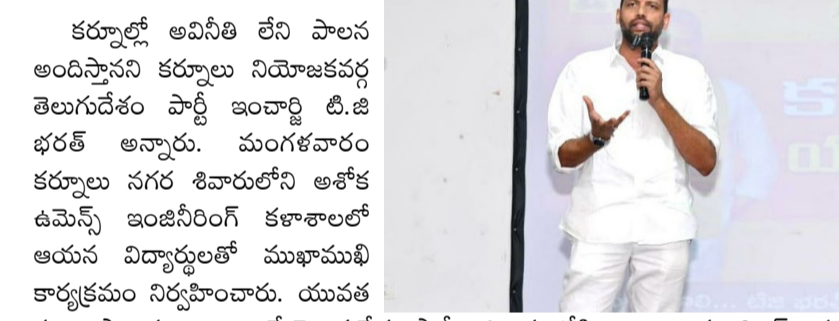 కర్నూల్లో అవినీతి లేని పాలన
అందిస్తానని కర్నూలు నియోజకవర్గ
తెలుగుదేశం పార్టీ ఇంచార్జి టి.జి
భరత్ అన్నారు. మంగళవారం
కర్నూలు నగర శివారులోని అశోక
ఉమెన్స్ ఇంజినీరింగ్ కళాశాలలో
ఆయన విద్యార్థులతో ముఖాముఖి
కార్యక్రమం నిర్వహించారు. యువత